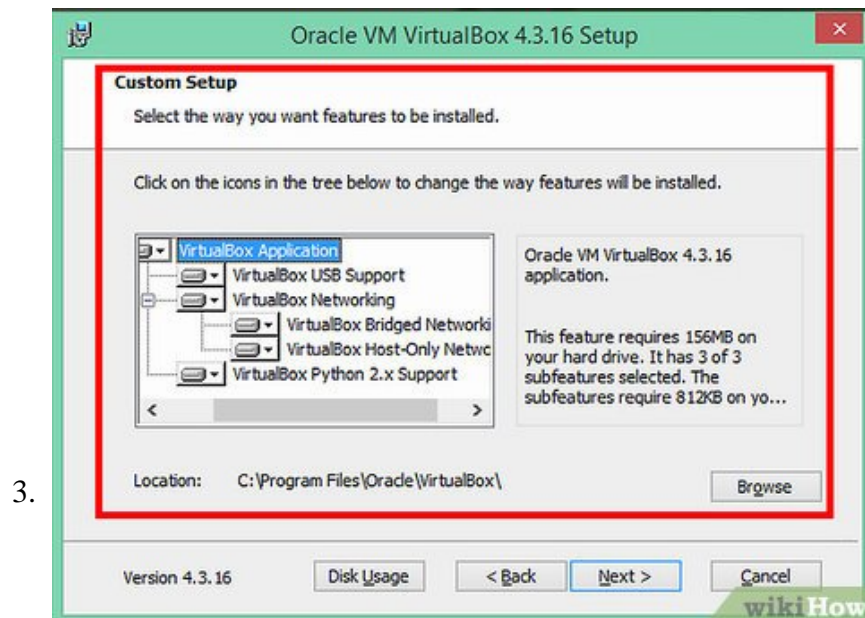 Oracle VM VirtualBox 4.3.16 Setup
Custom Setup
Select the way you want features to be installed.
Click on the icons in the tree below to change the way features will be installed.
VirtualBox Application
VirtualBox USB Support
VirtualBox Networking
VirtualBox Bridged Networki
VirtualBox Host-Only Netwc
VirtualBox Python 2.x Support
Oracle VM VirtualBox 4.3.16
application.
This feature requires 156MB on
your hard drive. It has 3 of 3
subfeatures selected. The
subfeatures require 812KB on yo...
3.
Location: C:\Program Files\Oracle\VirtualBox\
Browse
Version 4.3.16
Disk Usage
< Back
Next >
Cancel
wikiHow